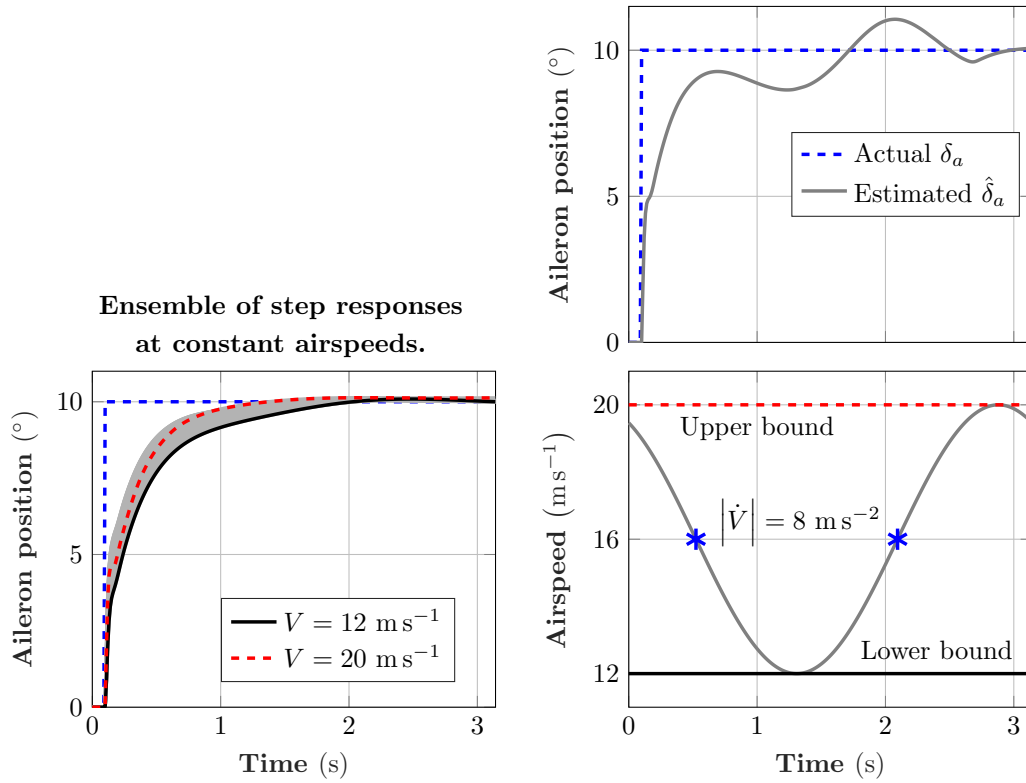 Aileron position (°)
10
5
0
Actual δₐ
Estimated δ̂ₐ
Ensemble of step responses
at constant airspeeds.
Aileron position (°)
10
5
0
V = 12 m s⁻¹
V = 20 m s⁻¹
0 1 2 3
Time (s)
Airspeed (m s⁻¹)
20
16
12
Upper bound
|V̇| = 8 m s⁻²
Lower bound
0 1 2 3
Time (s)